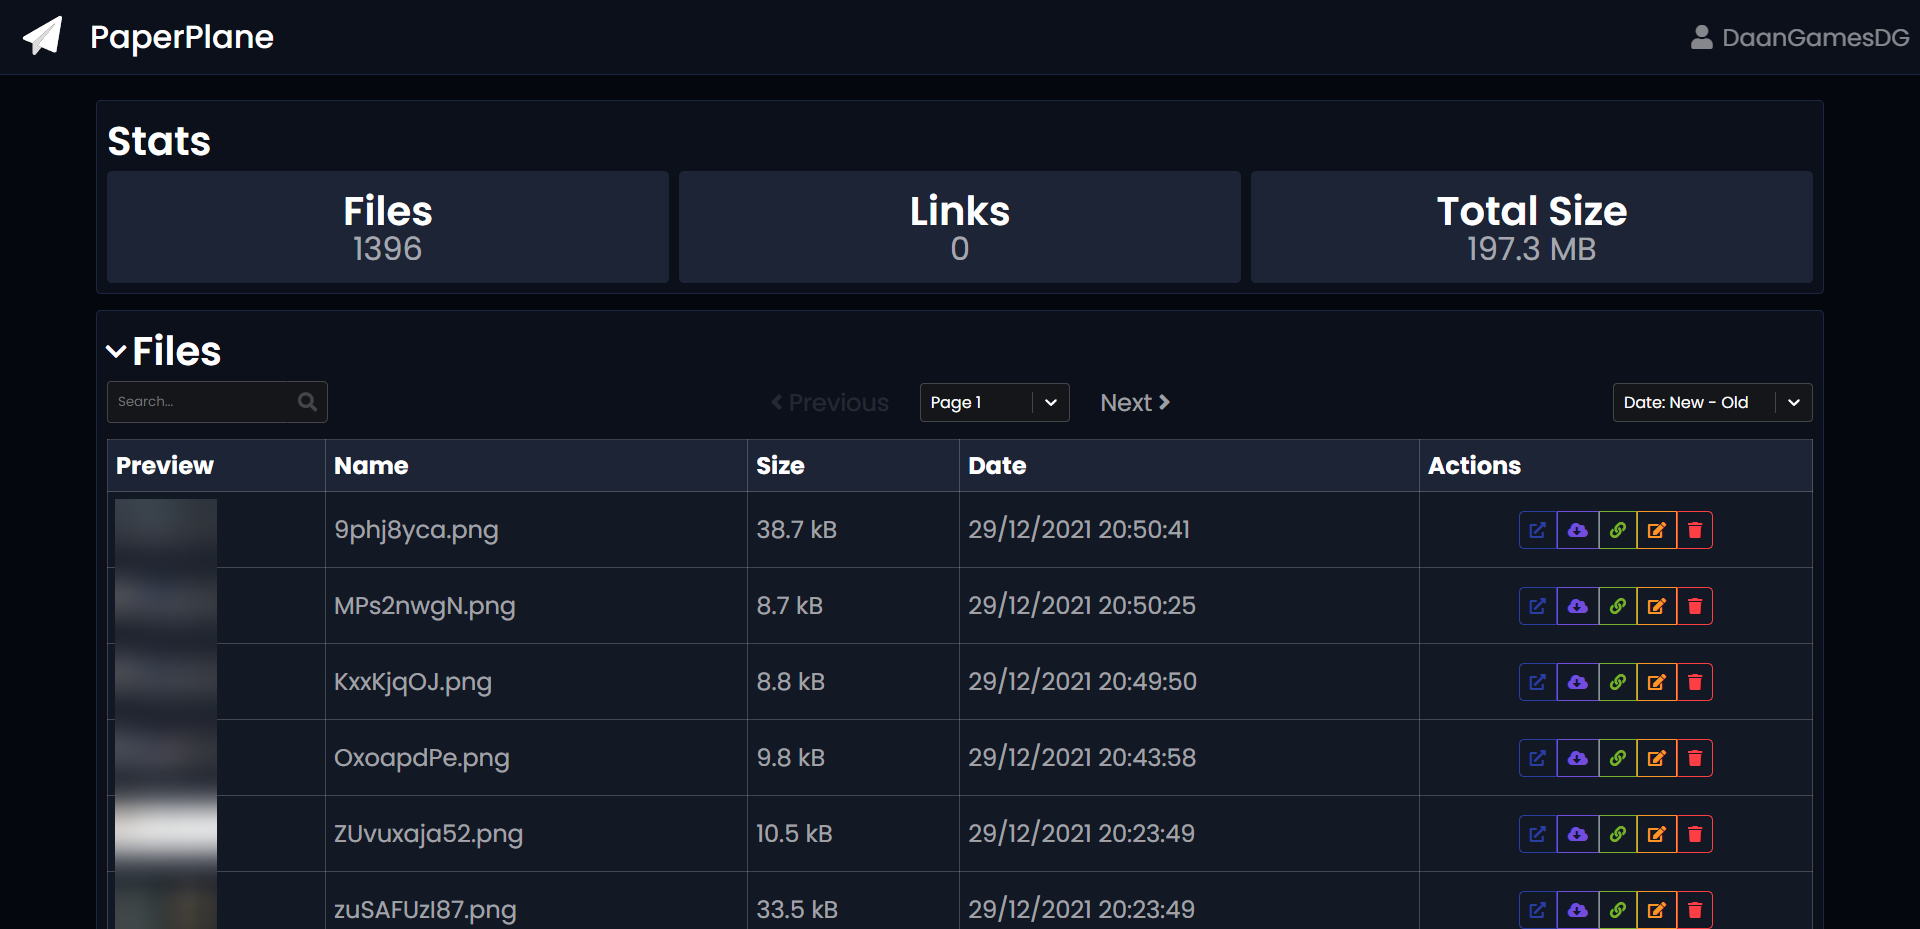 PaperPlane
DaanGamesDG
Stats
Files
1396
Links
0
Total Size
197.3 MB
Files
Search...
Previous
Page 1
Next
Date: New - Old
Preview Name Size Date Actions
9phj8yca.png 38.7 kB 29/12/2021 20:50:41
MPs2nwgN.png 8.7 kB 29/12/2021 20:50:25
KxxKjqOJ.png 8.8 kB 29/12/2021 20:49:50
OxoapdPe.png 9.8 kB 29/12/2021 20:43:58
ZUvuxaja52.png 10.5 kB 29/12/2021 20:23:49
zuSAFUzl87.png 33.5 kB 29/12/2021 20:23:49